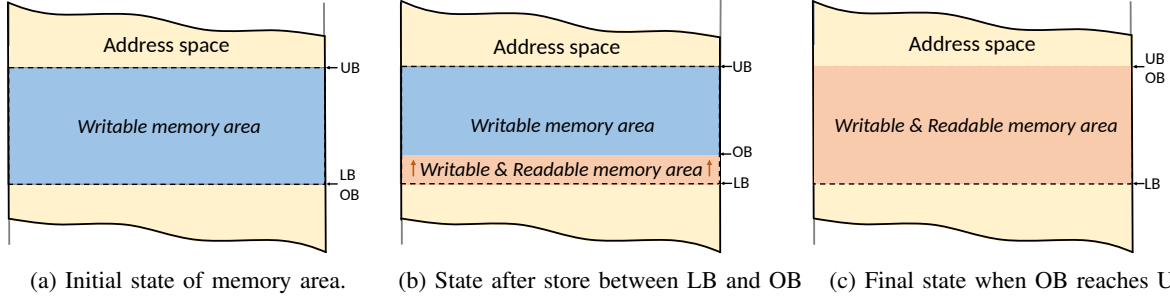 Address space
UB
Writable memory area
LB
OB
(a) Initial state of memory area.
Address space
UB
Writable memory area
OB
Writable & Readable memory area
LB
(b) State after store between LB and OB
Address space
UB
OB
Writable & Readable memory area
LB
(c) Final state when OB reaches U